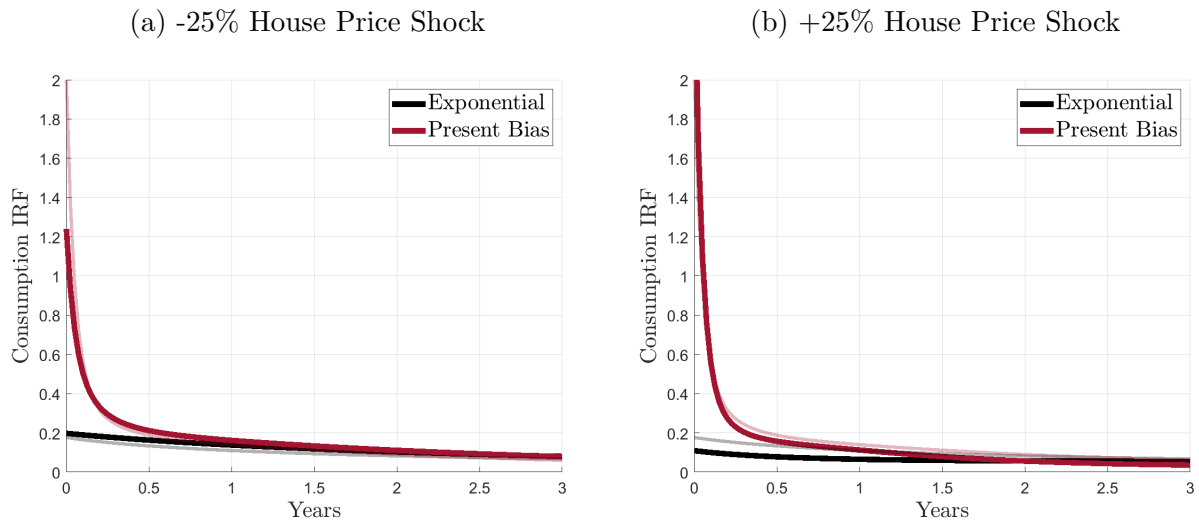 (a) -25% House Price Shock
Consumption IRF
2
1.8
1.6
1.4
1.2
1
0.8
0.6
0.4
0.2
0
Exponential
Present Bias
0 0.5 1 1.5 2 2.5 3
Years
(b) +25% House Price Shock
Consumption IRF
2
1.8
1.6
1.4
1.2
1
0.8
0.6
0.4
0.2
0
Exponential
Present Bias
0 0.5 1 1.5 2 2.5 3
Years